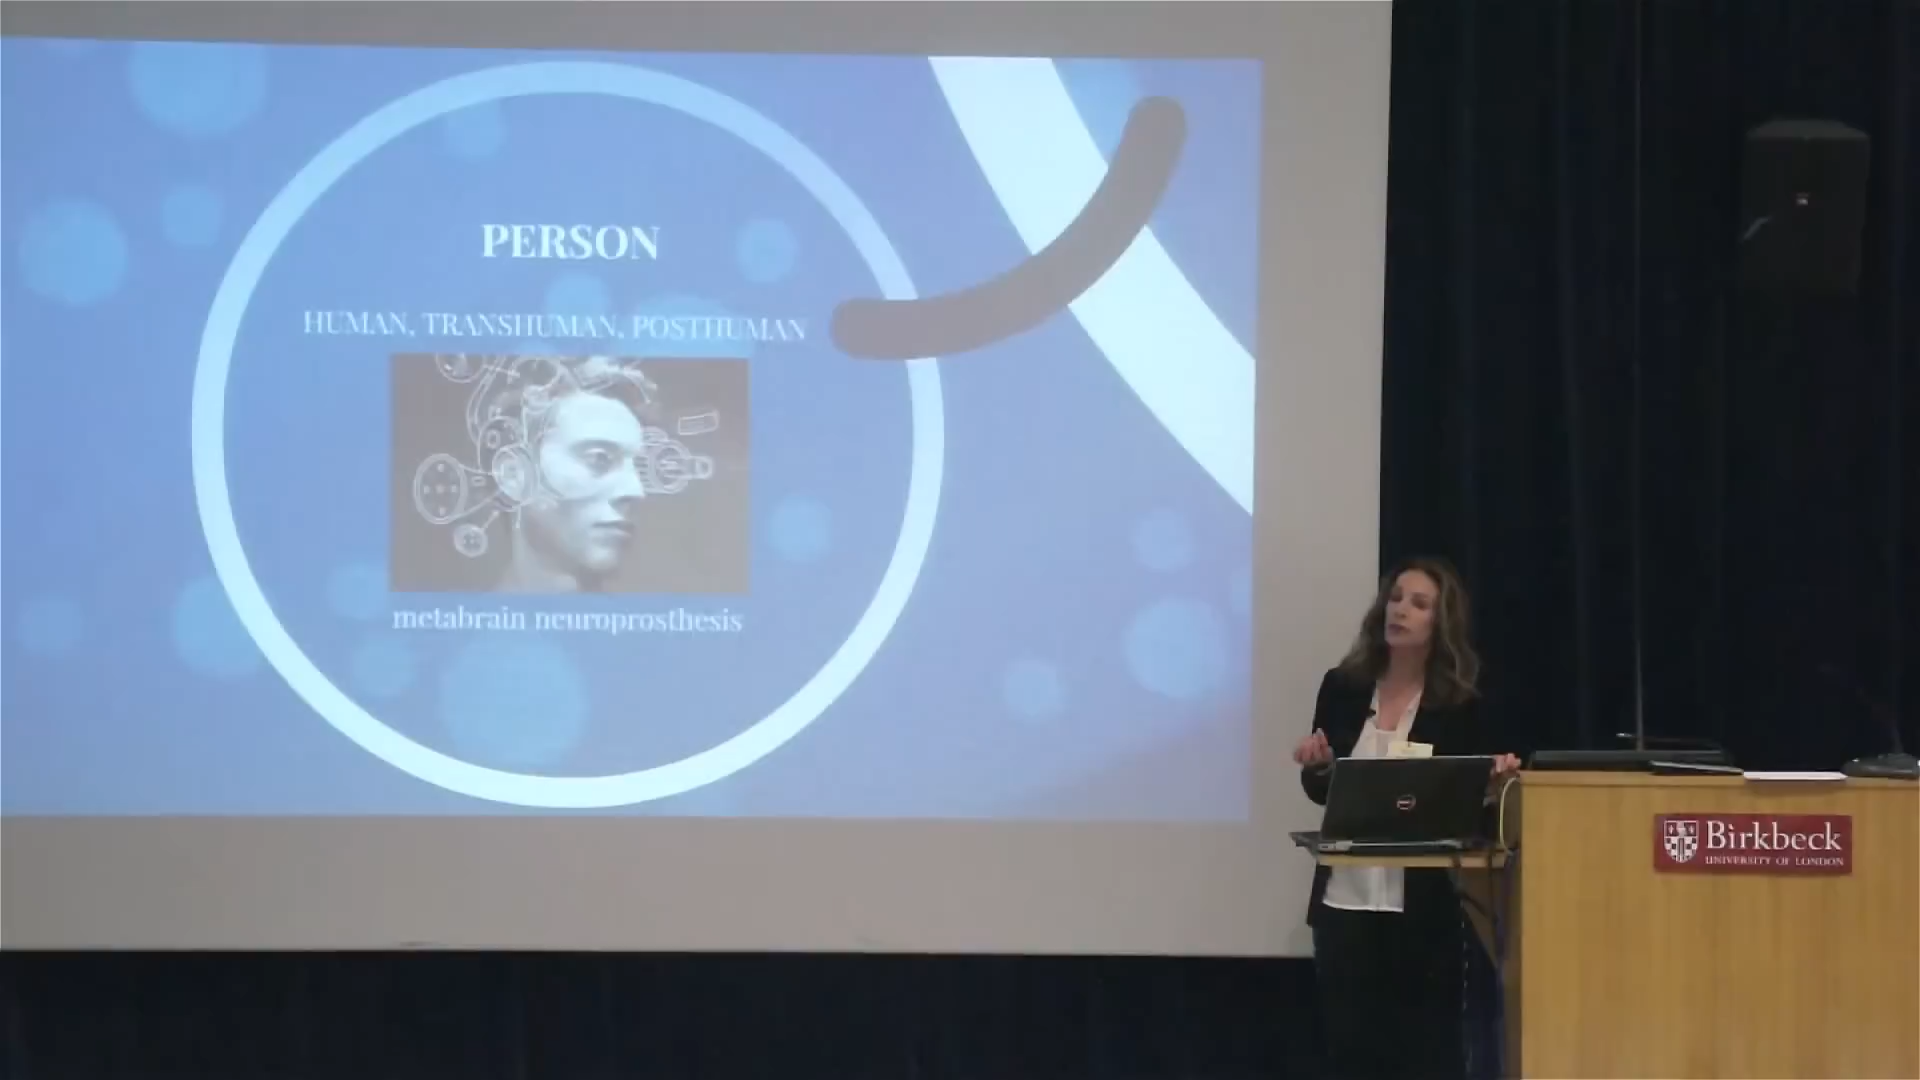 PERSON
HUMAN, TRANSHUMAN, POSTHUMAN
metabrain neuroprosthesis
Birkbeck
UNIVERSITY OF LONDON